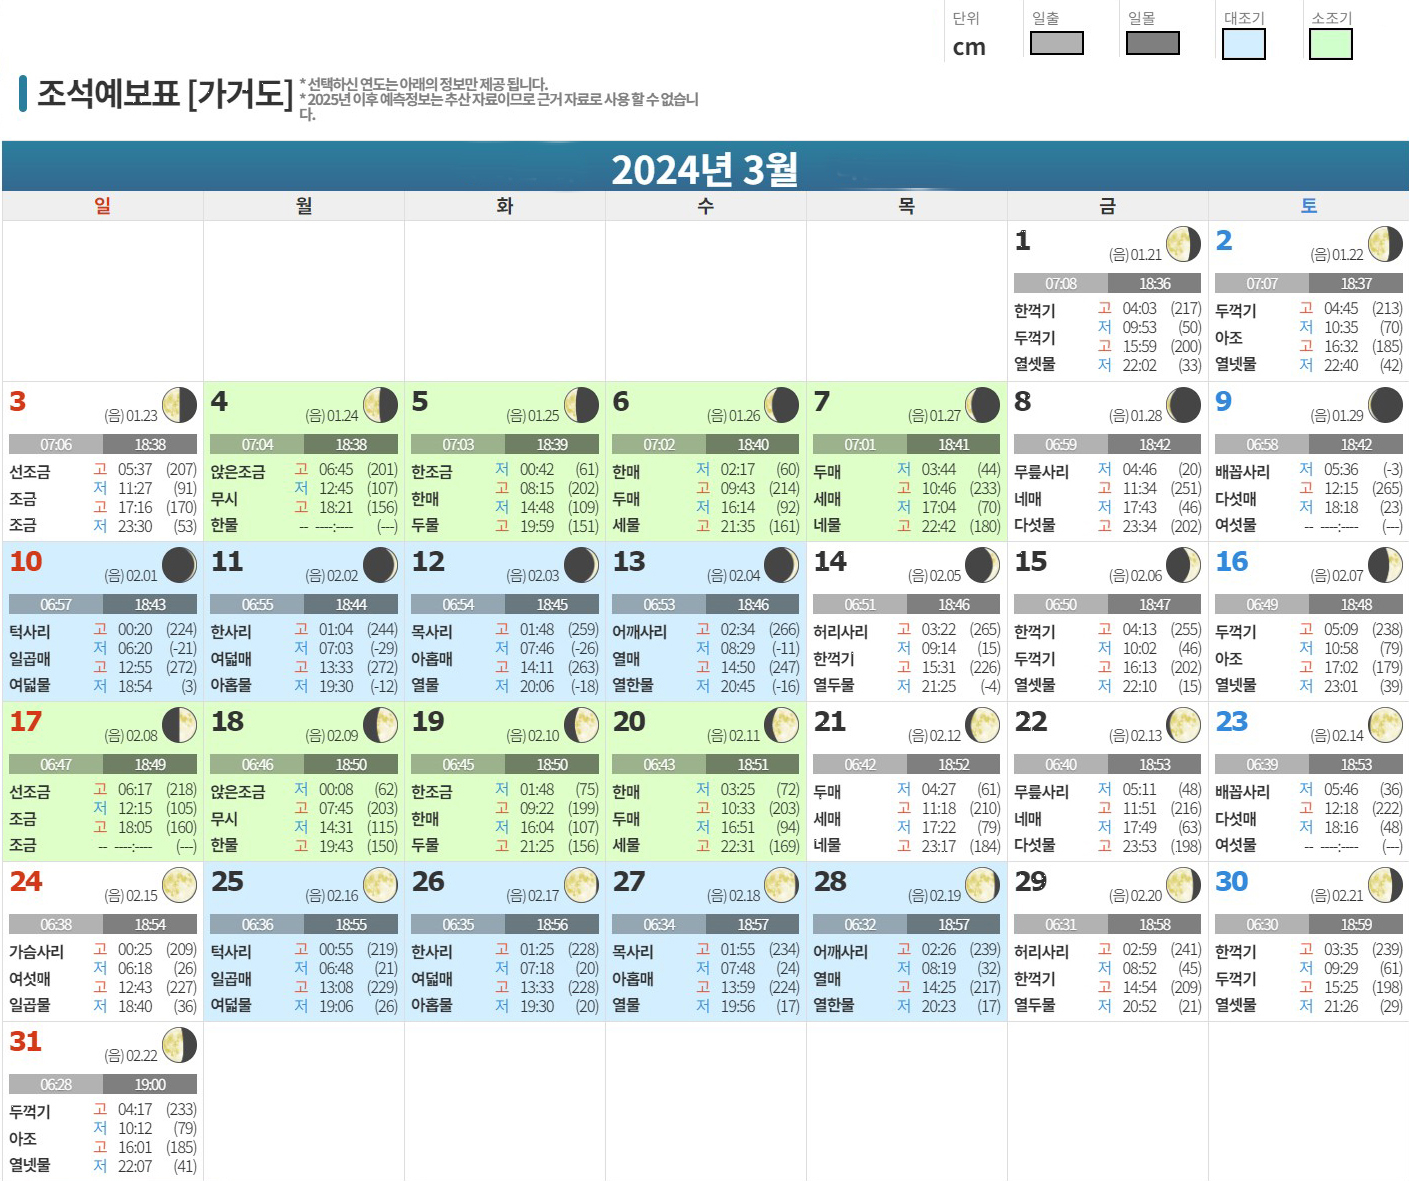 단위 일출 일몰 대조기 소조기
cm
조석예보표 [가거도]
* 선택하신 연도는 아래의 정보만 제공 됩니다.
* 2025년 이후 예측정보는 추산 자료이므로 근거 자료로 사용 할 수 없습니
다.
2024년 3월
일 월 화 수 목 금 토
1 (음) 01.21
07:08 18:36
한꺽기 두꺽기 열셋물
고 04:03 (217)
저 09:53 (50)
고 15:59 (200)
저 22:02 (33)
2 (음) 01.22
07:07 18:37
두꺽기 아조 열넷물
고 04:45 (213)
저 10:35 (70)
고 16:32 (185)
저 22:40 (42)
3 (음) 01.23
07:06 18:38
선조금 조금 조금
고 05:37 (207)
저 11:27 (91)
고 17:16 (170)
저 23:30 (53)
4 (음) 01.24
07:04 18:38
앉은조금 무시 한물
고 06:45 (201)
저 12:45 (107)
고 18:21 (156)
-- ----:---- (---)
5 (음) 01.25
07:03 18:39
한조금 한매 두물
저 00:42 (61)
고 08:15 (202)
저 14:48 (109)
고 19:59 (151)
6 (음) 01.26
07:02 18:40
한매 두매 세물
저 02:17 (60)
고 09:43 (214)
저 16:14 (92)
고 21:35 (161)
7 (음) 01.27
07:01 18:41
두매 세매 네물
저 03:44 (44)
고 10:46 (233)
저 17:04 (70)
고 22:42 (180)
8 (음) 01.28
06:59 18:42
무릎사리 네매 다섯물
저 04:46 (20)
고 11:34 (251)
저 17:43 (46)
고 23:34 (202)
9 (음) 01.29
06:58 18:42
배꼽사리 다섯매 여섯물
저 05:36 (-3)
고 12:15 (265)
저 18:18 (23)
-- ----:---- (---)
10 (음) 02.01
06:57 18:43
턱사리 일곱매 여덟물
고 00:20 (224)
저 06:20 (-21)
고 12:55 (272)
저 18:54 (3)
11 (음) 02.02
06:55 18:44
한사리 여덟매 아홉물
고 01:04 (244)
저 07:03 (-29)
고 13:33 (272)
저 19:30 (-12)
12 (음) 02.03
06:54 18:45
목사리 아홉매 열물
고 01:48 (259)
저 07:46 (-26)
고 14:11 (263)
저 20:06 (-18)
13 (음) 02.04
06:53 18:46
어깨사리 열매 열한물
고 02:34 (266)
저 08:29 (-11)
고 14:50 (247)
저 20:45 (-16)
14 (음) 02.05
06:51 18:46
허리사리 한꺽기 열두물
고 03:22 (265)
저 09:14 (15)
고 15:31 (226)
저 21:25 (-4)
15 (음) 02.06
06:50 18:47
한꺽기 두꺽기 열셋물
고 04:13 (255)
저 10:02 (46)
고 16:13 (202)
저 22:10 (15)
16 (음) 02.07
06:49 18:48
두꺽기 아조 열넷물
고 05:09 (238)
저 10:58 (79)
고 17:02 (179)
저 23:01 (39)
17 (음) 02.08
06:47 18:49
선조금 조금 조금
고 06:17 (218)
저 12:15 (105)
고 18:05 (160)
-- ----:---- (---)
18 (음) 02.09
06:46 18:50
앉은조금 무시 한물
저 00:08 (62)
고 07:45 (203)
저 14:31 (115)
고 19:43 (150)
19 (음) 02.10
06:45 18:50
한조금 한매 두물
저 01:48 (75)
고 09:22 (199)
저 16:04 (107)
고 21:25 (156)
20 (음) 02.11
06:43 18:51
한매 두매 세물
저 03:25 (72)
고 10:33 (203)
저 16:51 (94)
고 22:31 (169)
21 (음) 02.12
06:42 18:52
두매 세매 네물
저 04:27 (61)
고 11:18 (210)
저 17:22 (79)
고 23:17 (184)
22 (음) 02.13
06:40 18:53
무릎사리 네매 다섯물
저 05:11 (48)
고 11:51 (216)
저 17:49 (63)
고 23:53 (198)
23 (음) 02.14
06:39 18:53
배꼽사리 다섯매 여섯물
저 05:46 (36)
고 12:18 (222)
저 18:16 (48)
-- ----:---- (---)
24 (음) 02.15
06:38 18:54
가슴사리 여섯매 일곱물
고 00:25 (209)
저 06:18 (26)
고 12:43 (227)
저 18:40 (36)
25 (음) 02.16
06:36 18:55
턱사리 일곱매 여덟물
고 00:55 (219)
저 06:48 (21)
고 13:08 (229)
저 19:06 (26)
26 (음) 02.17
06:35 18:56
한사리 여덟매 아홉물
고 01:25 (228)
저 07:18 (20)
고 13:33 (228)
저 19:30 (20)
27 (음) 02.18
06:34 18:57
목사리 아홉매 열물
고 01:55 (234)
저 07:48 (24)
고 13:59 (224)
저 19:56 (17)
28 (음) 02.19
06:32 18:57
어깨사리 열매 열한물
고 02:26 (239)
저 08:19 (32)
고 14:25 (217)
저 20:23 (17)
29 (음) 02.20
06:31 18:58
허리사리 한꺽기 열두물
고 02:59 (241)
저 08:52 (45)
고 14:54 (209)
저 20:52 (21)
30 (음) 02.21
06:30 18:59
한꺽기 두꺽기 열셋물
고 03:35 (239)
저 09:29 (61)
고 15:25 (198)
저 21:26 (29)
31 (음) 02.22
06:28 19:00
두꺽기 아조 열넷물
고 04:17 (233)
저 10:12 (79)
고 16:01 (185)
저 22:07 (41)